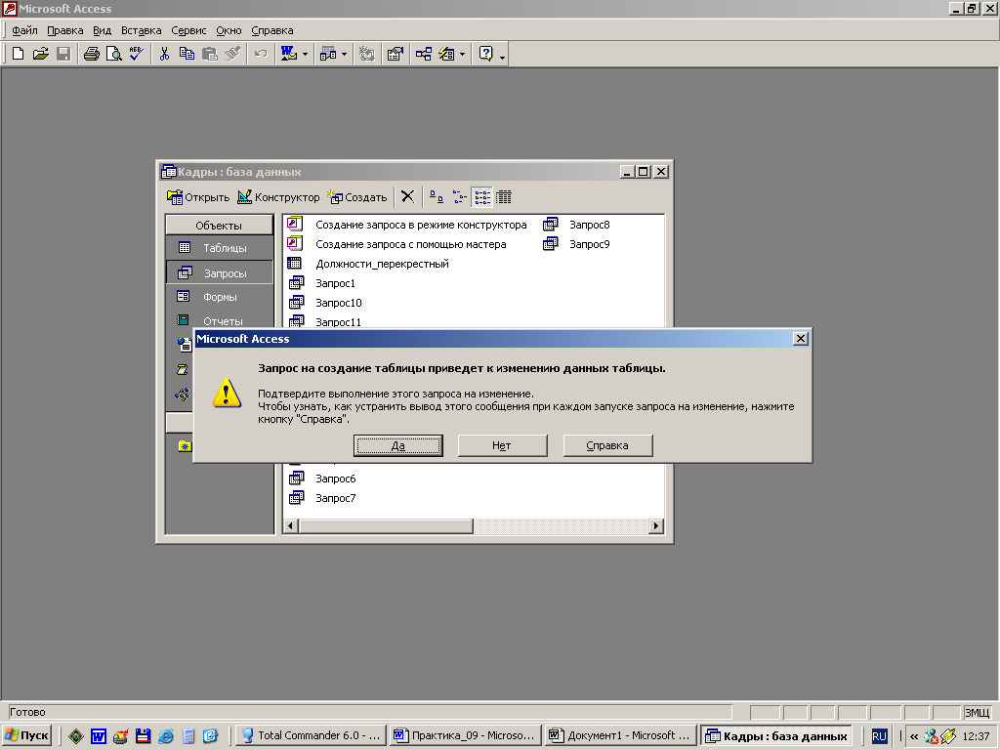 Microsoft Access
Файл Правка Вид Вставка Сервис Окно Справка
Кадры : база данных
Открыть Конструктор Создать
Объекты
Таблицы
Запросы
Формы
Отчеты
Создание запроса в режиме конструктора
Создание запроса с помощью мастера
Должности_перекрестный
Запрос1
Запрос10
Запрос11
Запрос8
Запрос9
Microsoft Access
Запрос на создание таблицы приведет к изменению данных таблицы.
Подтвердите выполнение этого запроса на изменение.
Чтобы узнать, как устранить вывод этого сообщения при каждом запуске запроса на изменение, нажмите
кнопку "Справка".
Да Нет Справка
Запрос6
Запрос7
Готово
ЗМЩ
Пуск Total Commander 6.0 - ... Практика_09 - Microso... Документ1 - Microsoft ... Кадры : база данных RU « 12:37